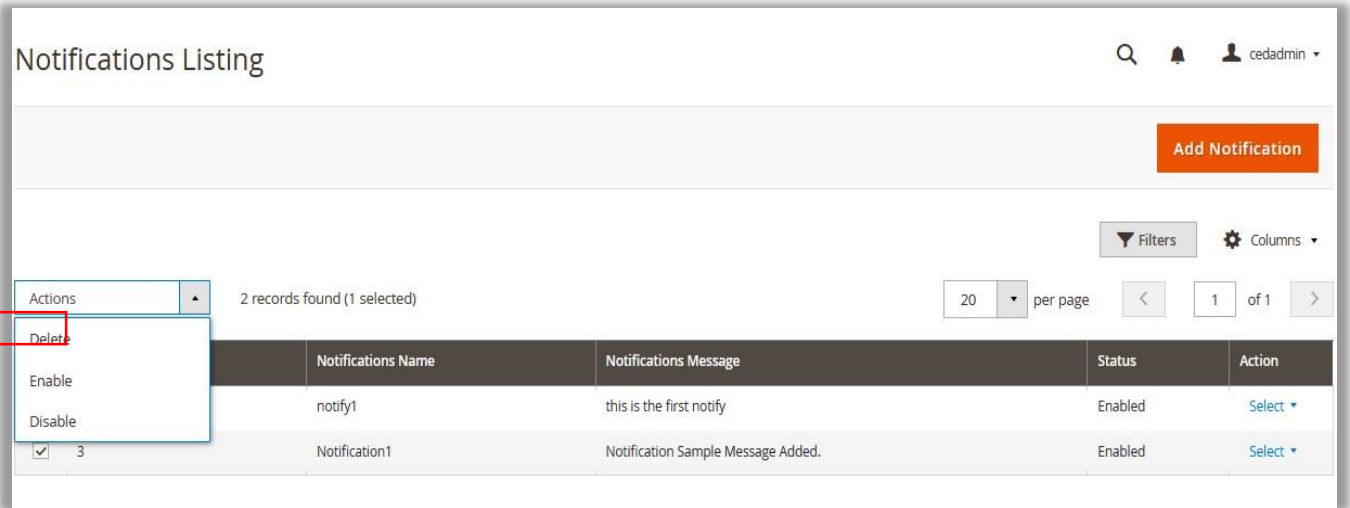 Notifications Listing
cedadmin
Add Notification
Filters
Columns
Actions
2 records found (1 selected)
20
per page
1
of 1
Delete
Enable
Disable
Notifications Name
Notifications Message
Status
Action
notify1
this is the first notify
Enabled
Select
3
Notification1
Notification Sample Message Added.
Enabled
Select